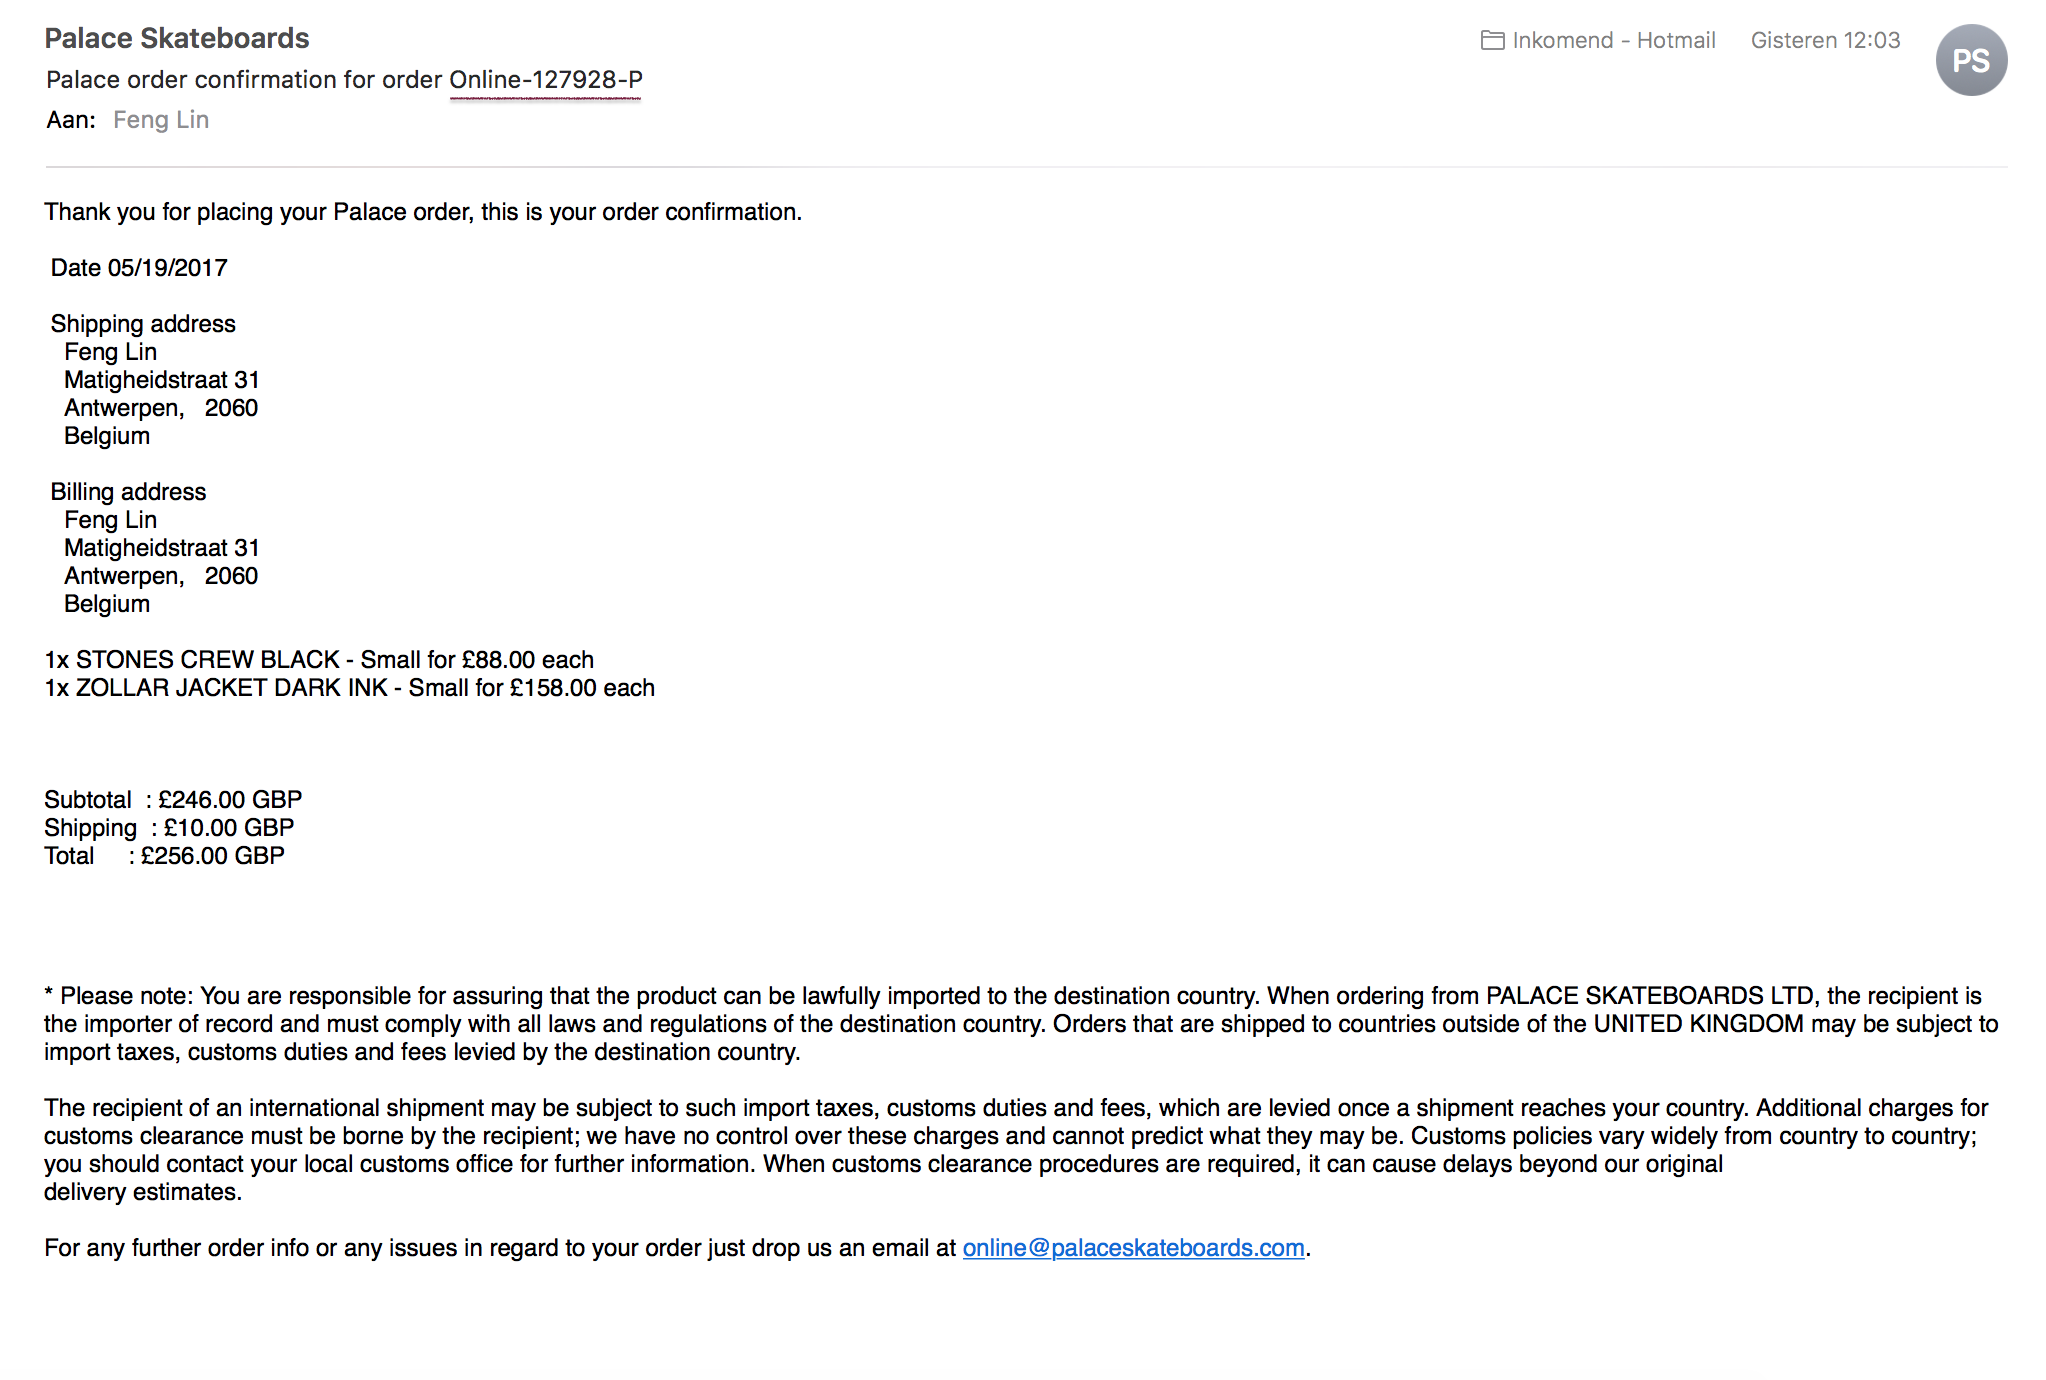 Palace Skateboards
Inkomend - Hotmail
Gisteren 12:03
PS
Palace order confirmation for order Online-127928-P
Aan: Feng Lin
Thank you for placing your Palace order, this is your order confirmation.
Date 05/19/2017
Shipping address
Feng Lin
Matigheidstraat 31
Antwerpen, 2060
Belgium
Billing address
Feng Lin
Matigheidstraat 31
Antwerpen, 2060
Belgium
1x STONES CREW BLACK - Small for £88.00 each
1x ZOLLAR JACKET DARK INK - Small for £158.00 each
Subtotal : £246.00 GBP
Shipping : £10.00 GBP
Total : £256.00 GBP
* Please note: You are responsible for assuring that the product can be lawfully imported to the destination country. When ordering from PALACE SKATEBOARDS LTD, the recipient is
the importer of record and must comply with all laws and regulations of the destination country. Orders that are shipped to countries outside of the UNITED KINGDOM may be subject to
import taxes, customs duties and fees levied by the destination country.
The recipient of an international shipment may be subject to such import taxes, customs duties and fees, which are levied once a shipment reaches your country. Additional charges for
customs clearance must be borne by the recipient; we have no control over these charges and cannot predict what they may be. Customs policies vary widely from country to country;
you should contact your local customs office for further information. When customs clearance procedures are required, it can cause delays beyond our original
delivery estimates.
For any further order info or any issues in regard to your order just drop us an email at online@palaceskateboards.com.